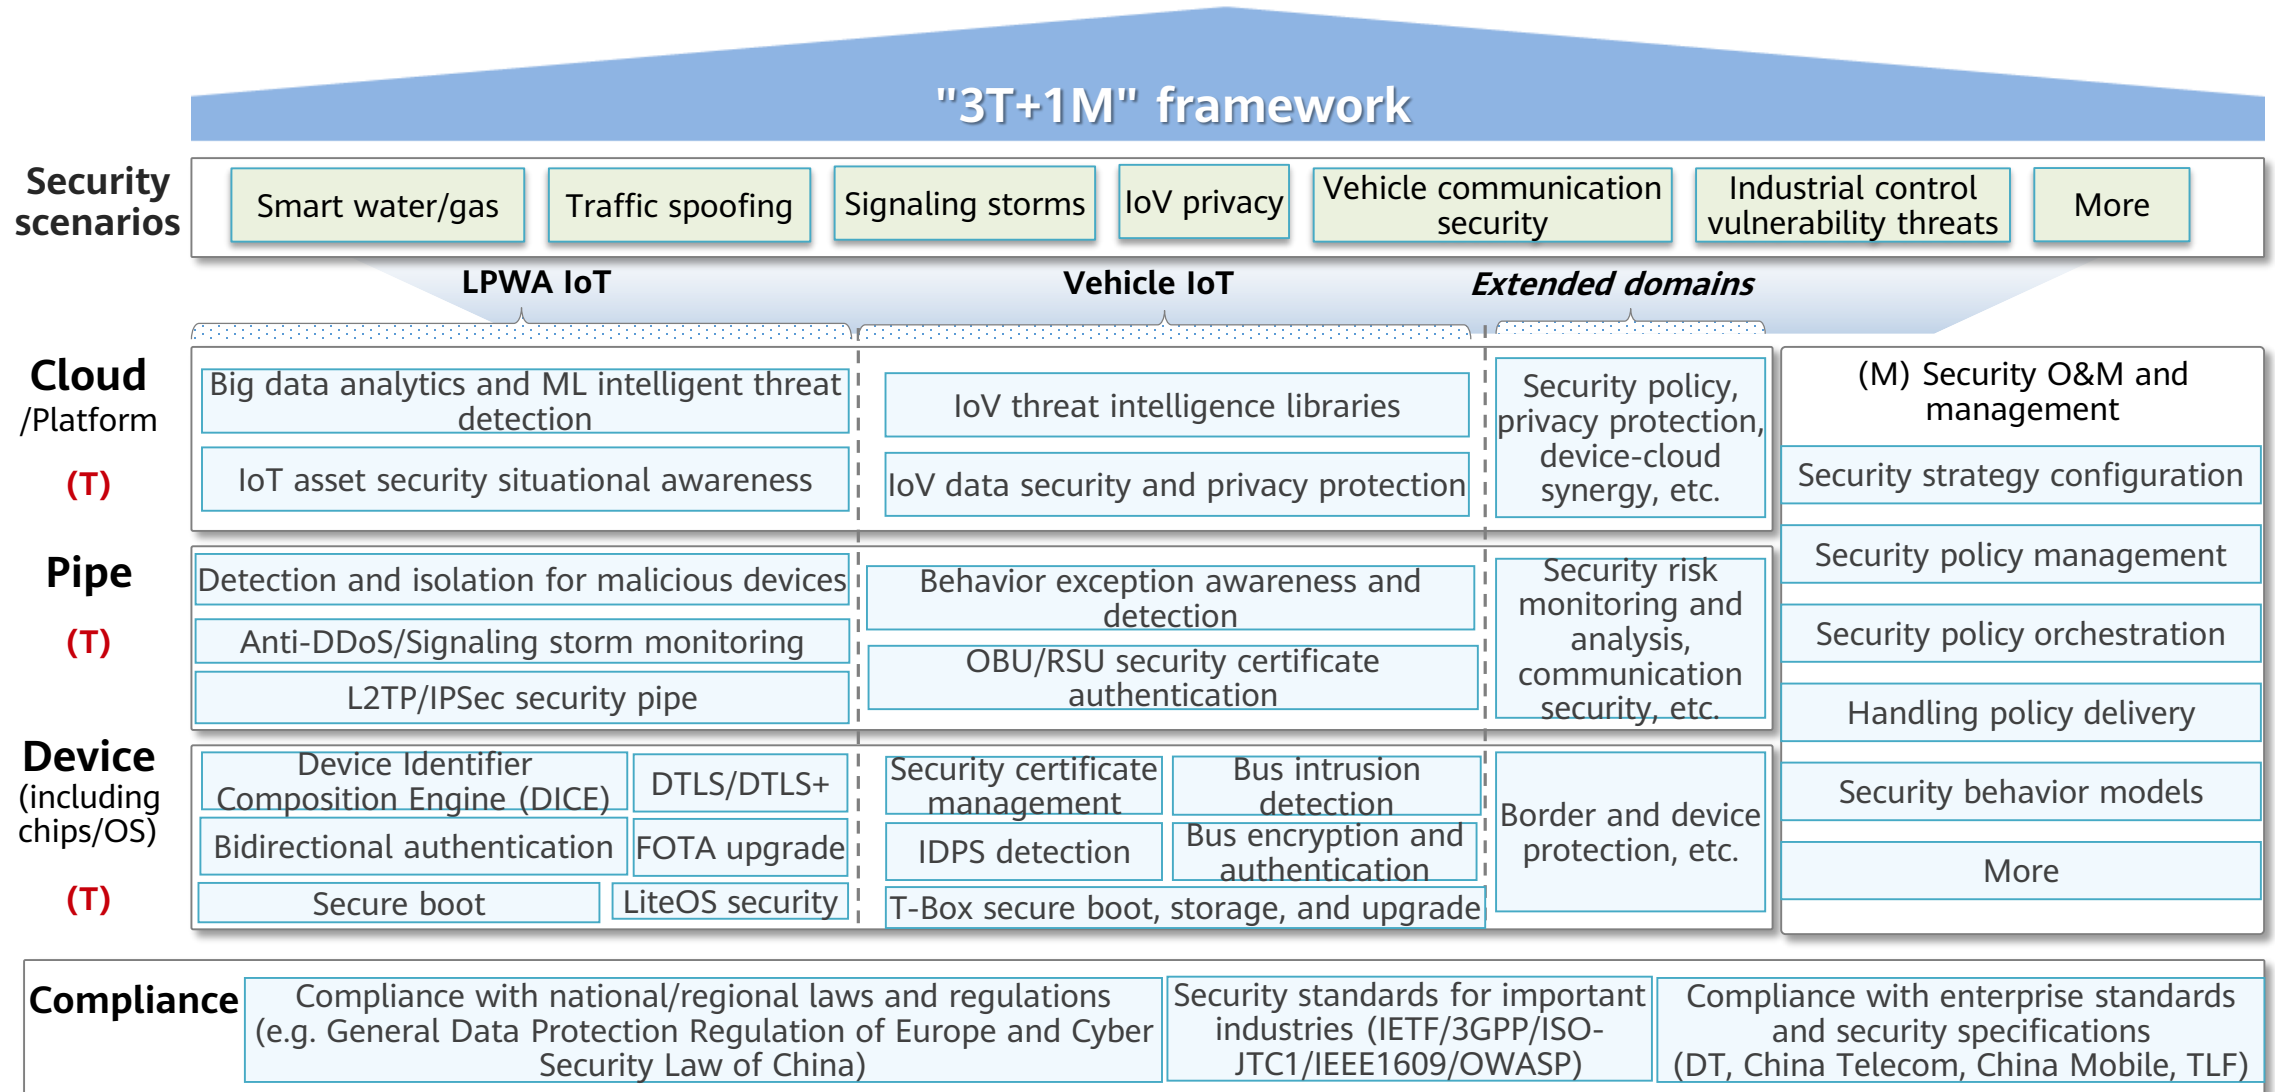 "3T+1M" framework
Security
scenarios
Smart water/gas
Traffic spoofing
Signaling storms
IoV privacy
Vehicle communication
security
Industrial control
vulnerability threats
More
LPWA IoT
Vehicle IoT
Extended domains
Cloud
/Platform
(T)
Big data analytics and ML intelligent threat
detection
IoT asset security situational awareness
IoV threat intelligence libraries
IoV data security and privacy protection
Security policy,
privacy protection,
device-cloud
synergy, etc.
Pipe
(T)
Detection and isolation for malicious devices
Anti-DDoS/Signaling storm monitoring
L2TP/IPSec security pipe
Behavior exception awareness and
detection
OBU/RSU security certificate
authentication
Security risk
monitoring and
analysis,
communication
security, etc.
Device
(including
chips/OS)
(T)
Device Identifier
Composition Engine (DICE)
DTLS/DTLS+
Bidirectional authentication
FOTA upgrade
Secure boot
LiteOS security
Security certificate
management
Bus intrusion
detection
IDPS detection
Bus encryption and
authentication
T-Box secure boot, storage, and upgrade
Border and device
protection, etc.
(M) Security O&M and
management
Security strategy configuration
Security policy management
Security policy orchestration
Handling policy delivery
Security behavior models
More
Compliance
Compliance with national/regional laws and regulations
(e.g. General Data Protection Regulation of Europe and Cyber
Security Law of China)
Security standards for important
industries (IETF/3GPP/ISO-
JTC1/IEEE1609/OWASP)
Compliance with enterprise standards
and security specifications
(DT, China Telecom, China Mobile, TLF)